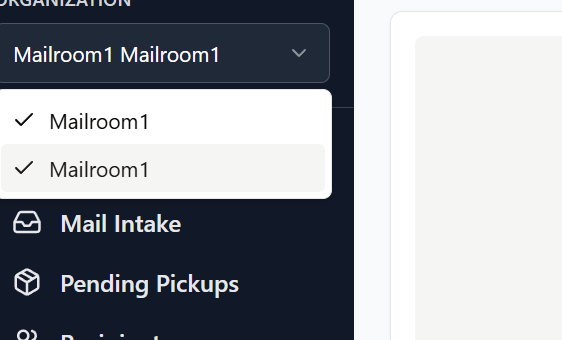 ORGANIZATION
Mailroom1 Mailroom1
Mailroom1
Mailroom1
Mail Intake
Pending Pickups